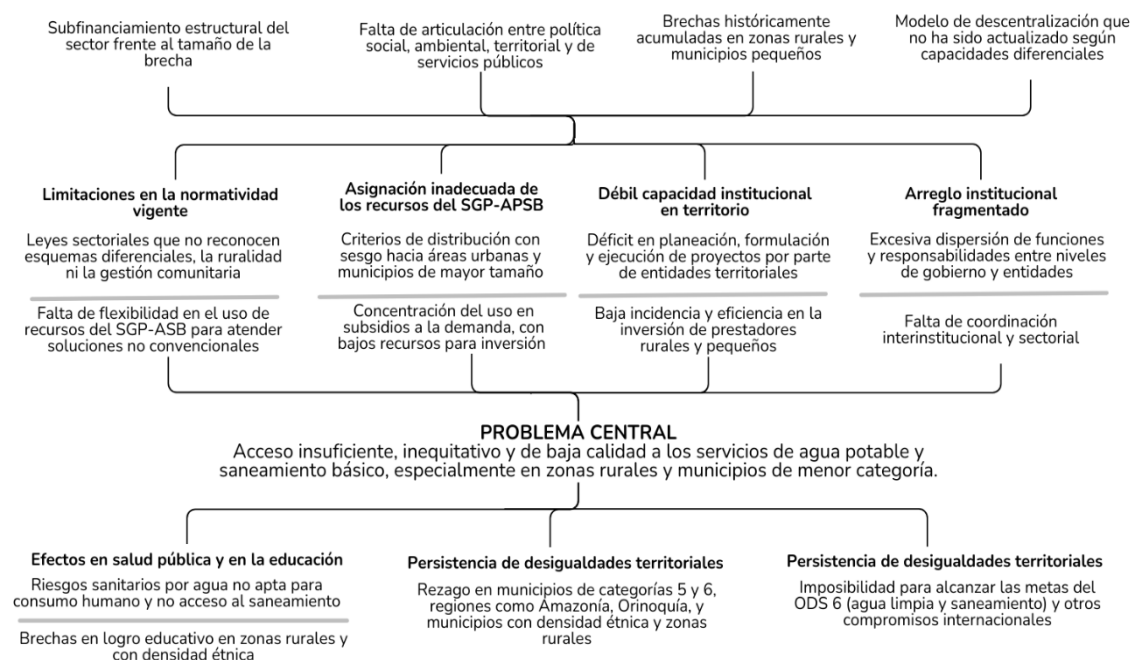 Subfinanciamiento estructural del
sector frente al tamaño de la
brecha
Falta de articulación entre política
social, ambiental, territorial y de
servicios públicos
Brechas históricamente
acumuladas en zonas rurales y
municipios pequeños
Modelo de descentralización que
no ha sido actualizado según
capacidades diferenciales
Limitaciones en la normatividad
vigente
Leyes sectoriales que no reconocen
esquemas diferenciales, la ruralidad
ni la gestión comunitaria
Falta de flexibilidad en el uso de
recursos del SGP-ASB para atender
soluciones no convencionales
Asignación inadecuada de
los recursos del SGP-APSB
Criterios de distribución con
sesgo hacia áreas urbanas y
municipios de mayor tamaño
Concentración del uso en
subsidios a la demanda, con
bajos recursos para inversión
Débil capacidad institucional
en territorio
Déficit en planeación, formulación
y ejecución de proyectos por parte
de entidades territoriales
Baja incidencia y eficiencia en la
inversión de prestadores
rurales y pequeños
Arreglo institucional
fragmentado
Excesiva dispersión de funciones
y responsabilidades entre niveles
de gobierno y entidades
Falta de coordinación
interinstitucional y sectorial
PROBLEMA CENTRAL
Acceso insuficiente, inequitativo y de baja calidad a los servicios de agua potable y
saneamiento básico, especialmente en zonas rurales y municipios de menor categoría.
Efectos en salud pública y en la educación
Riesgos sanitarios por agua no apta para
consumo humano y no acceso al saneamiento
Brechas en logro educativo en zonas rurales y
con densidad étnica
Persistencia de desigualdades territoriales
Rezago en municipios de categorías 5 y 6,
regiones como Amazonía, Orinoquía, y
municipios con densidad étnica y zonas
rurales
Persistencia de desigualdades territoriales
Imposibilidad para alcanzar las metas del
ODS 6 (agua limpia y saneamiento) y otros
compromisos internacionales